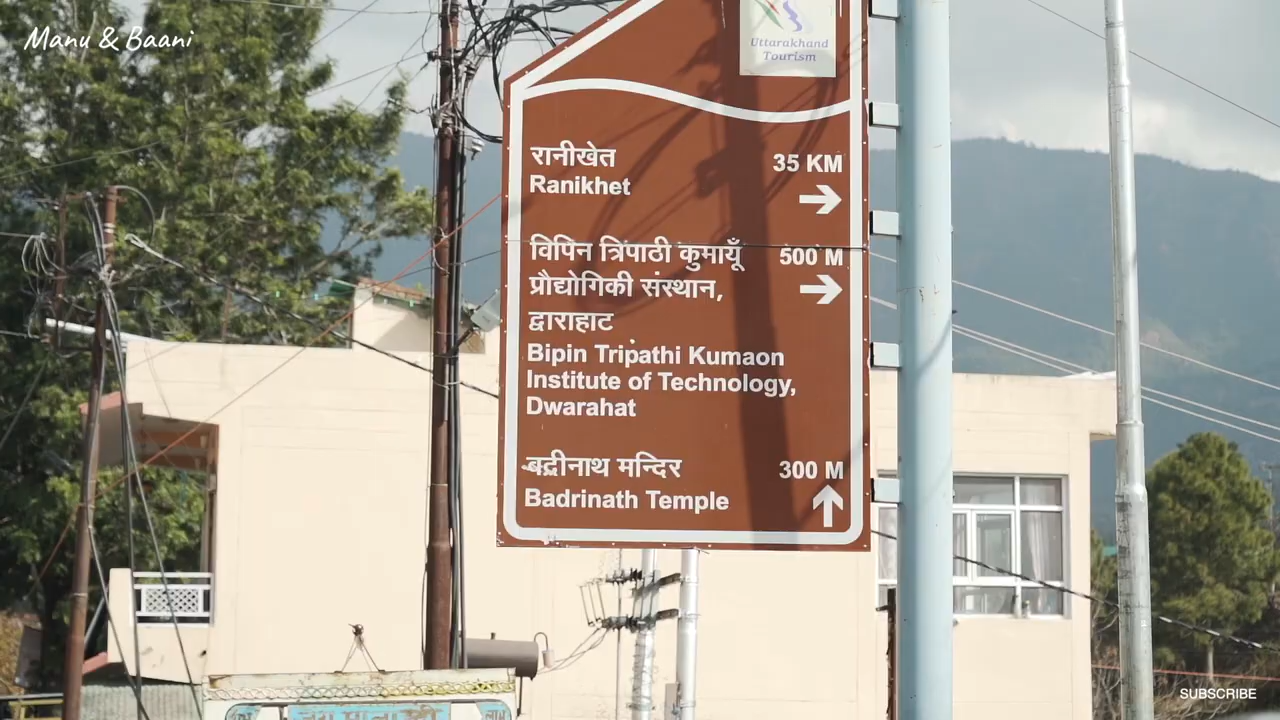 Manu & Baani
Uttarakhand
Tourism
रानीखेत 35 KM
Ranikhet
विपिन त्रिपाठी कुमायूँ 500 M
प्रौद्योगिकी संस्थान,
द्वाराहाट
Bipin Tripathi Kumaon
Institute of Technology,
Dwarahat
बद्रीनाथ मन्दिर 300 M
Badrinath Temple
SUBSCRIBE